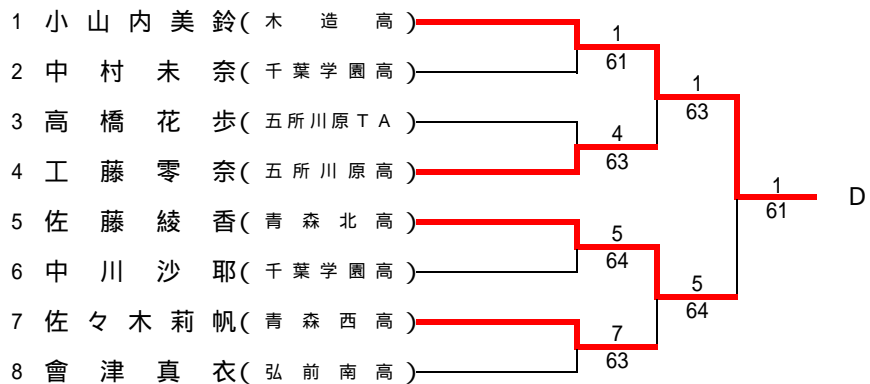 1 小山内美鈴( 木造高 )
1
61
2 中村未奈( 千葉学園高 )
1
63
3 高橋花歩( 五所川原TA )
4
63
4 工藤零奈( 五所川原高 )
1
61
D
5 佐藤綾香( 青森北高 )
5
64
6 中川沙耶( 千葉学園高 )
5
64
7 佐々木莉帆( 青森西高 )
7
63
8 會津真衣( 弘前南高 )